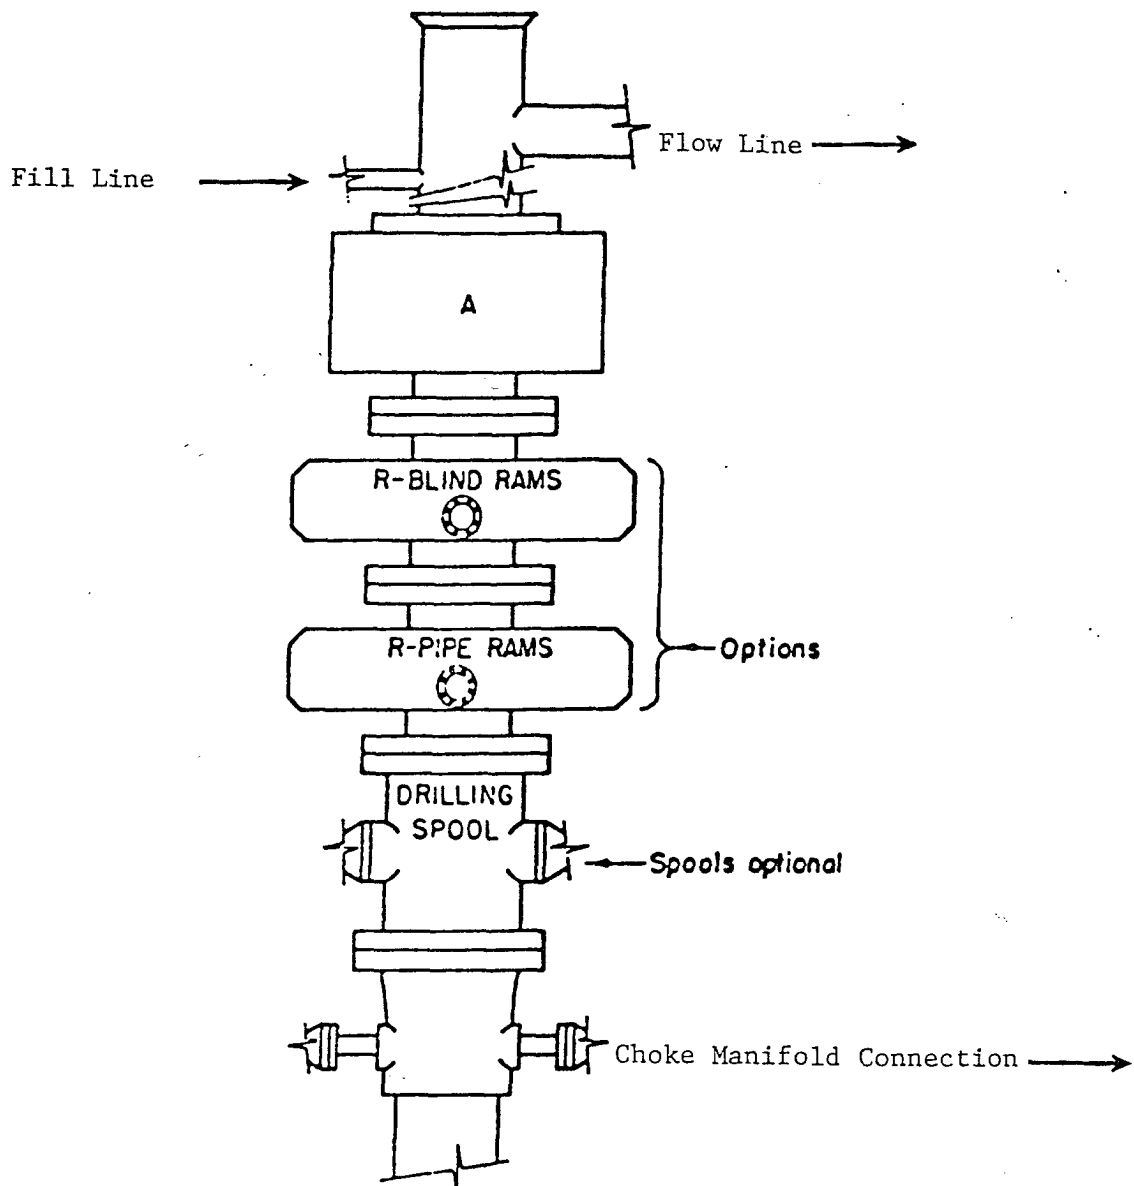 Flow Line
Fill Line
A
R-BLIND RAMS
R-PIPE RAMS
Options
DRILLING
SPOOL
Spools optional
Choke Manifold Connection